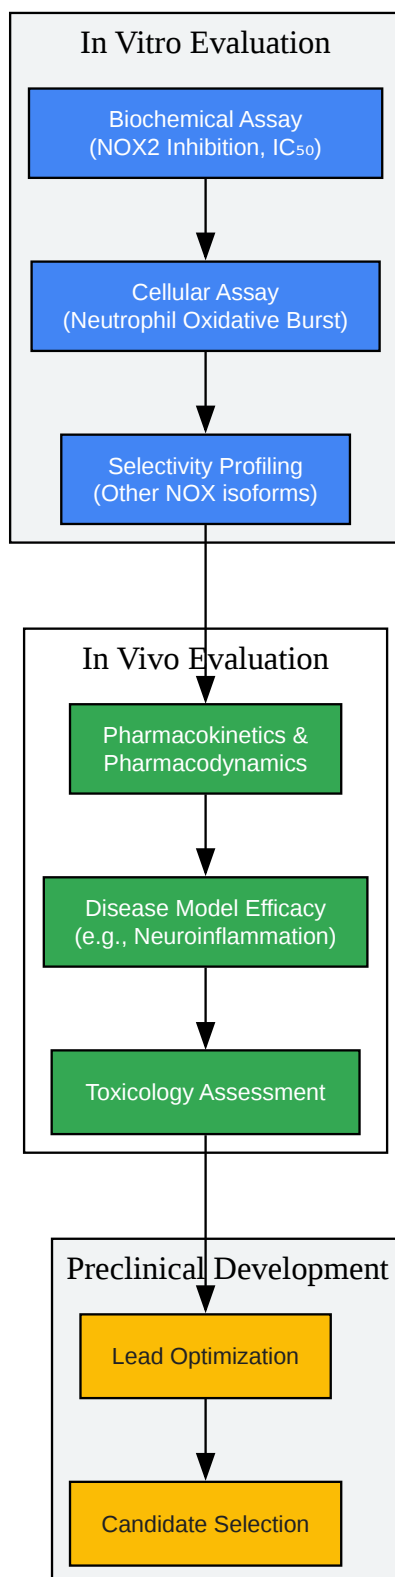 In Vitro Evaluation
Biochemical Assay
(NOX2 Inhibition, IC₅₀)
Cellular Assay
(Neutrophil Oxidative Burst)
Selectivity Profiling
(Other NOX isoforms)
In Vivo Evaluation
Pharmacokinetics &
Pharmacodynamics
Disease Model Efficacy
(e.g., Neuroinflammation)
Toxicology Assessment
Preclinical Development
Lead Optimization
Candidate Selection